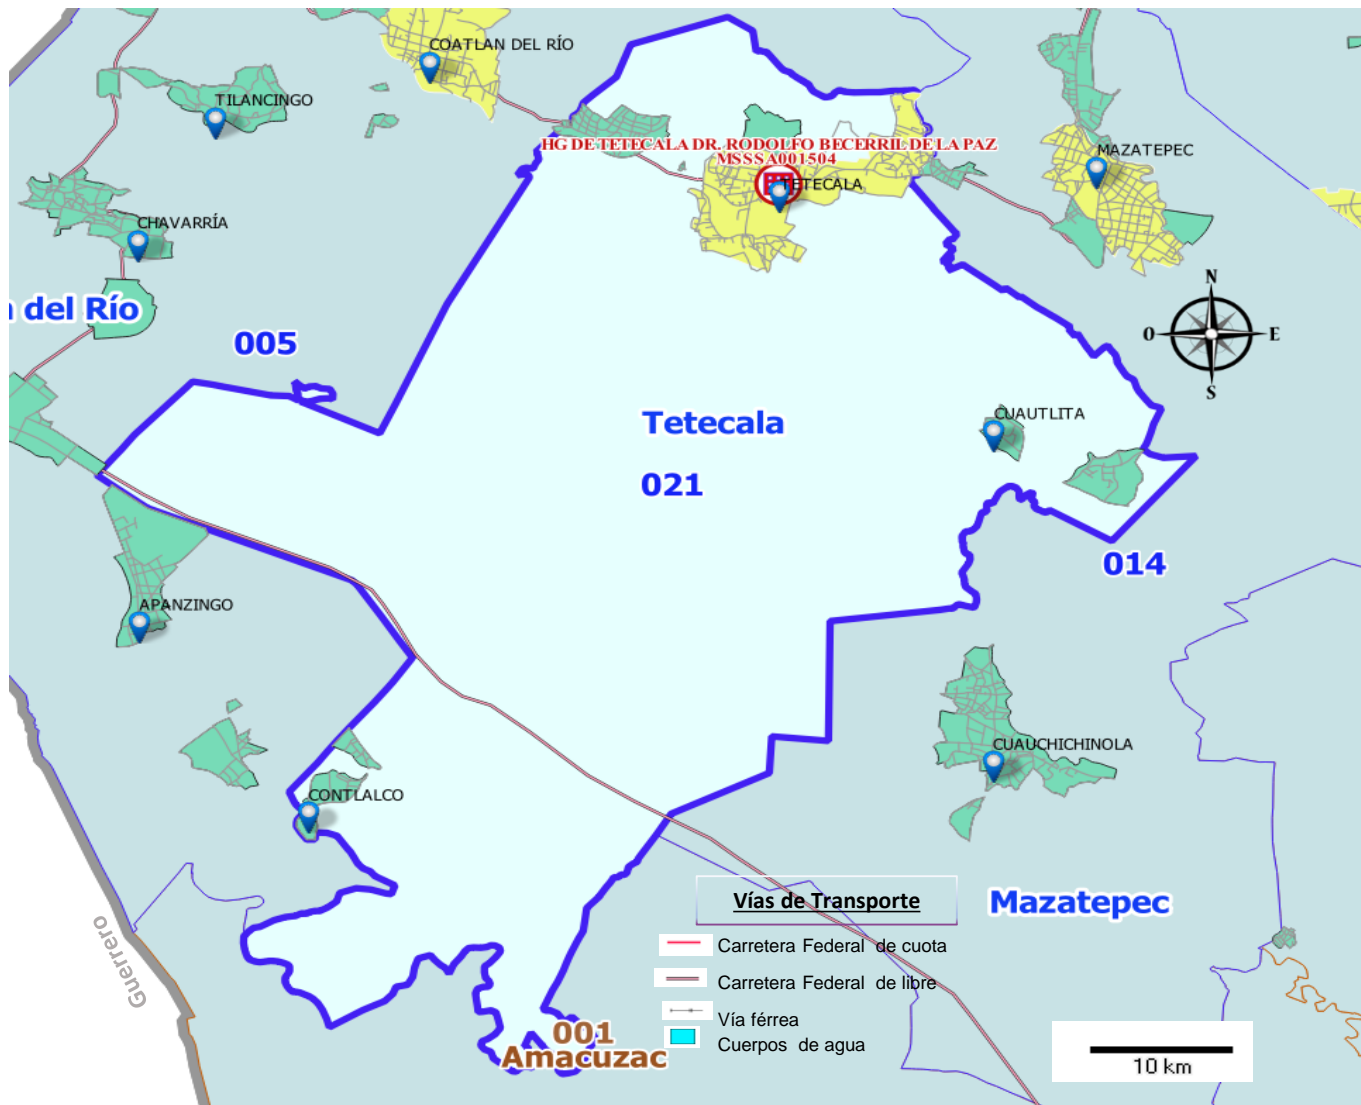 COATLAN DEL RÍO
TILANCINGO
HG DE TETECALA DR. RODOLFO BECERRIL DE LA PAZ
MSSSA001504
TETECALA
MAZATEPEC
CHAVARRÍA
del Río
005
N
O
E
S
Tetecala
021
CUAUTLITA
014
APANZINGO
CUAUCHICHINOLA
CONTLALCO
Mazatepec
Guerrero
001
Amacuzac
Vías de Transporte
Carretera Federal de cuota
Carretera Federal de libre
Vía férrea
Cuerpos de agua
10 km